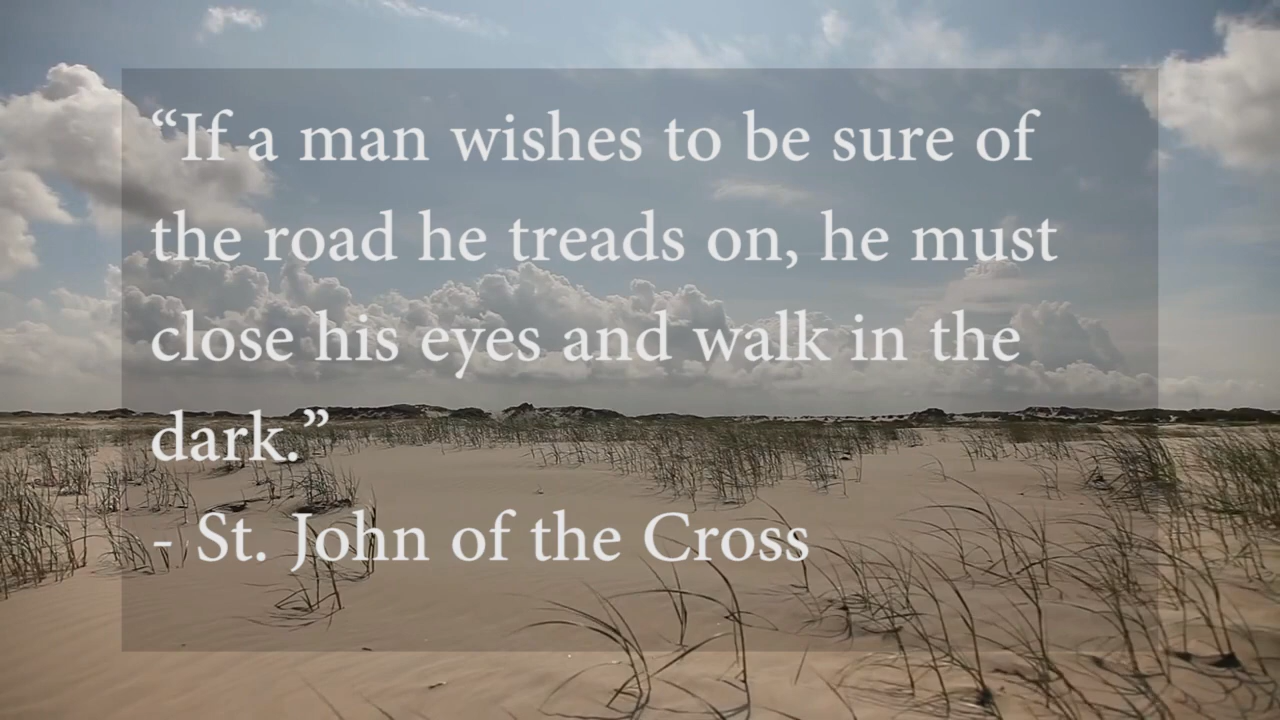 “If a man wishes to be sure of
the road he treads on, he must
close his eyes and walk in the
dark.”
- St. John of the Cross